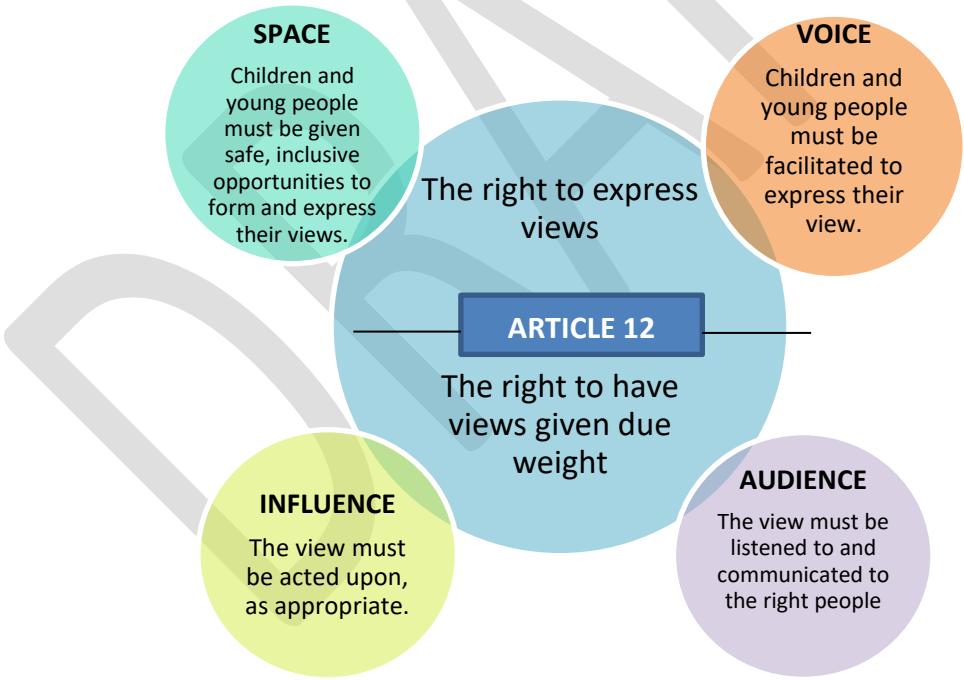 SPACE
Children and
young people
must be given
safe, inclusive
opportunities to
form and express
their views.
VOICE
Children and
young people
must be
facilitated to
express their
view.
The right to express
views
ARTICLE 12
The right to have
views given due
weight
INFLUENCE
The view must
be acted upon,
as appropriate.
AUDIENCE
The view must be
listened to and
communicated to
the right people